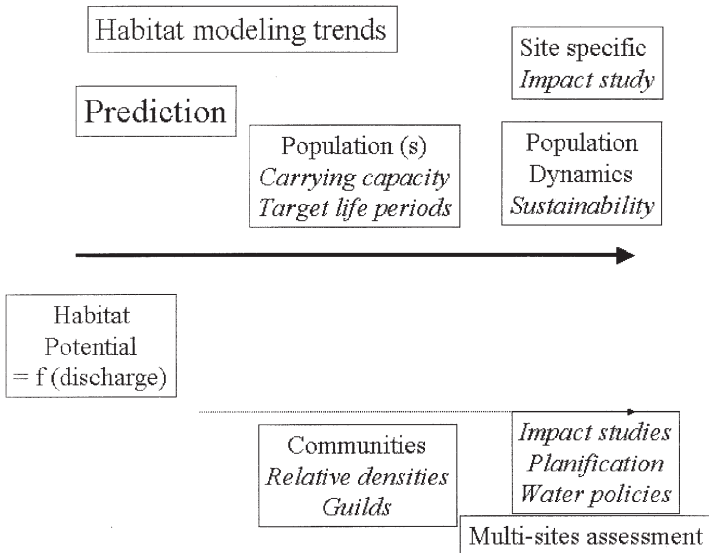 Habitat modeling trends
Site specific
Impact study
Prediction
Population (s)
Carrying capacity
Target life periods
Population
Dynamics
Sustainability
Habitat
Potential
= f (discharge)
Communities
Relative densities
Guilds
Impact studies
Planification
Water policies
Multi-sites assessment